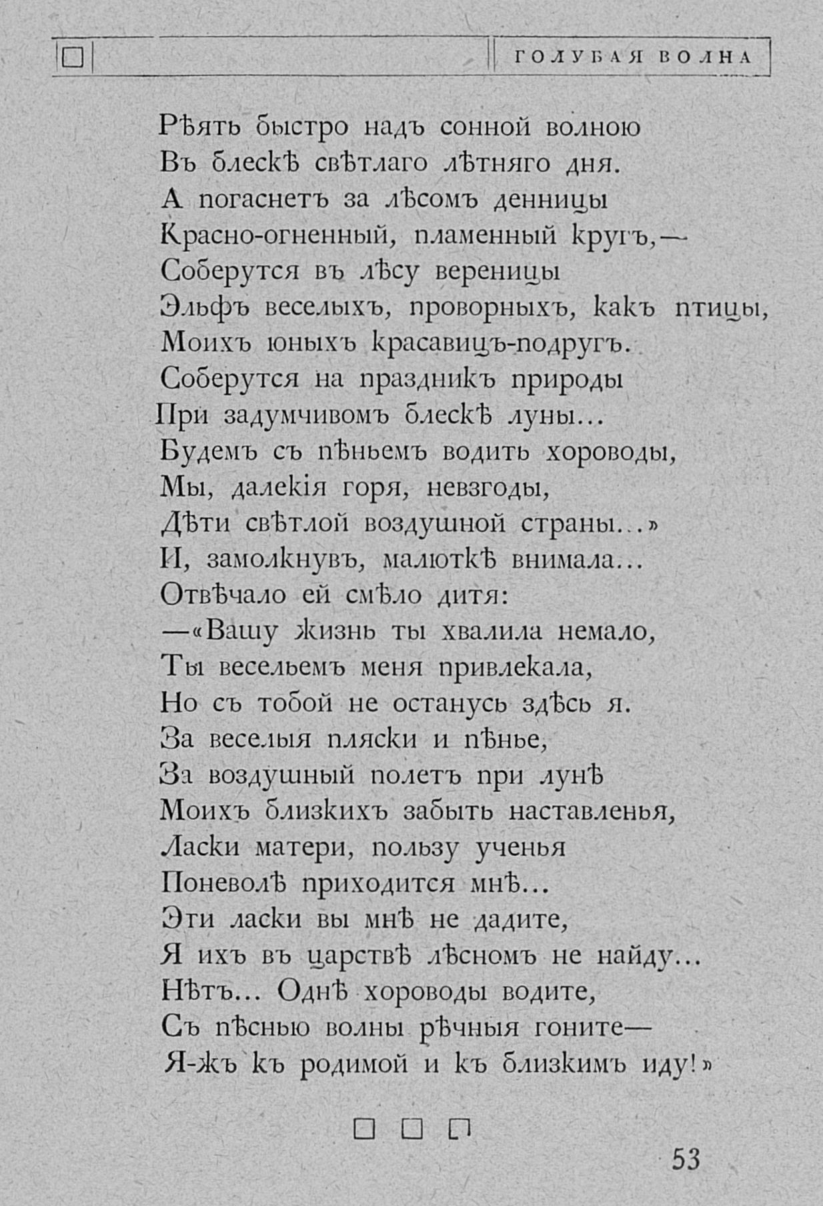 ГОЛУБАЯ ВОЛНА
Рѣять быстро надъ сонной волною
Въ блескѣ свѣтлаго лѣтняго дня.
А погаснетъ за лѣсомъ денницы
Красно-огненный, пламенный кругъ,—
Соберутся въ лѣсу вереницы
Эльфъ веселыхъ, проворныхъ, какъ птицы,
Моихъ юныхъ красавицъ-подругъ.
Соберутся на праздникъ природы
При задумчивомъ блескѣ луны...
Будемъ съ пѣньемъ водить хороводы,
Мы, далекія горя, невзгоды,
Дѣти свѣтлой воздушной страны...»
И, замолкнувъ, малюткѣ внимала...
Отвѣчало ей смѣло дитя:
—«Вашу жизнь ты хвалила немало,
Ты весельемъ меня привлекала,
Но съ тобой не останусь здѣсь я.
За веселыя пляски и пѣнье,
За воздушный полетъ при лунѣ
Моихъ близкихъ забыть наставленья,
Ласки матери, пользу ученья
Поневолѣ приходится мнѣ...
Эти ласки вы мнѣ не дадите,
Я ихъ въ царствѣ лѣсномъ не найду...
Нѣтъ... Однѣ хороводы водите,
Съ пѣснью волны рѣчныя гоните—
Я-жъ къ родимой и къ близкимъ иду!»
53